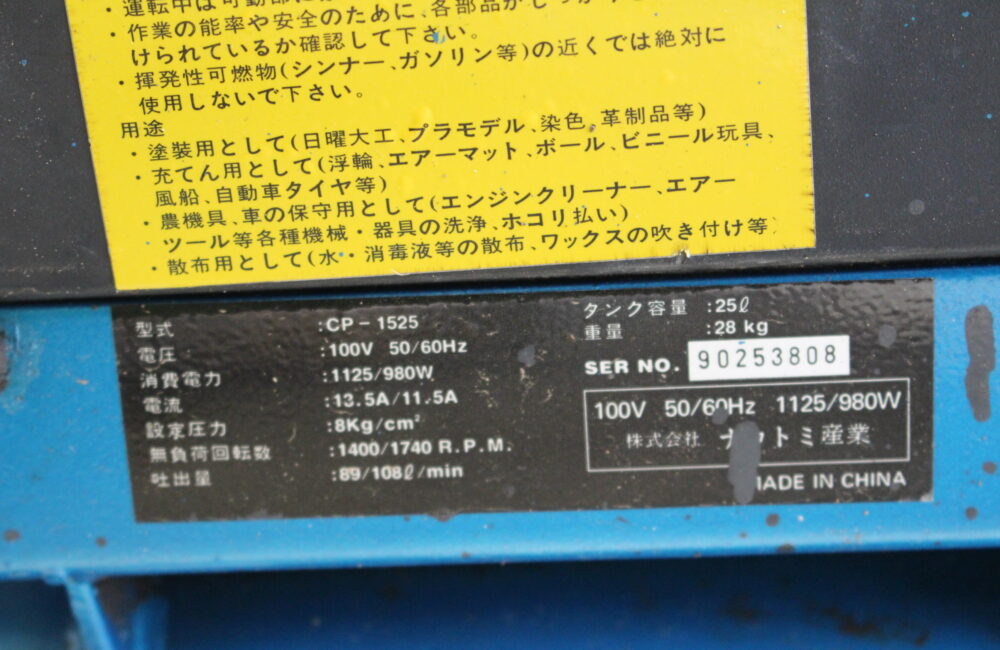 ・運転中は可動部に
・作業の能率や安全のために、各部品がしっかりと
けられているか確認して下さい。
・揮発性可燃物(シンナー、ガソリン等)の近くでは絶対に
使用しないで下さい。
用途
・塗装用として(日曜大工、プラモデル、染色、革制品等)
・充てん用として(浮輪、エアーマット、ボール、ビニール玩具、
風船、自動車タイヤ等)
・農機具、車の保守用として(エンジンクリーナー、エアー
ツール等各種機械・器具の洗浄、ホコリ払い)
・散布用として(水・消毒液等の散布、ワックスの吹き付け等
型式 :CP-1525
電圧 :100V 50/60Hz
消費電力 :1125/980W
電流 :13.5A/11.5A
設定圧力 :8Kg/cm²
無負荷回転数 :1400/1740 R.P.M.
吐出量 :89/108ℓ/min
タンク容量 :25ℓ
重量 :28 kg
SER NO. 90253808
100V 50/60Hz 1125/980W
株式会社 ナカトミ産業
MADE IN CHINA